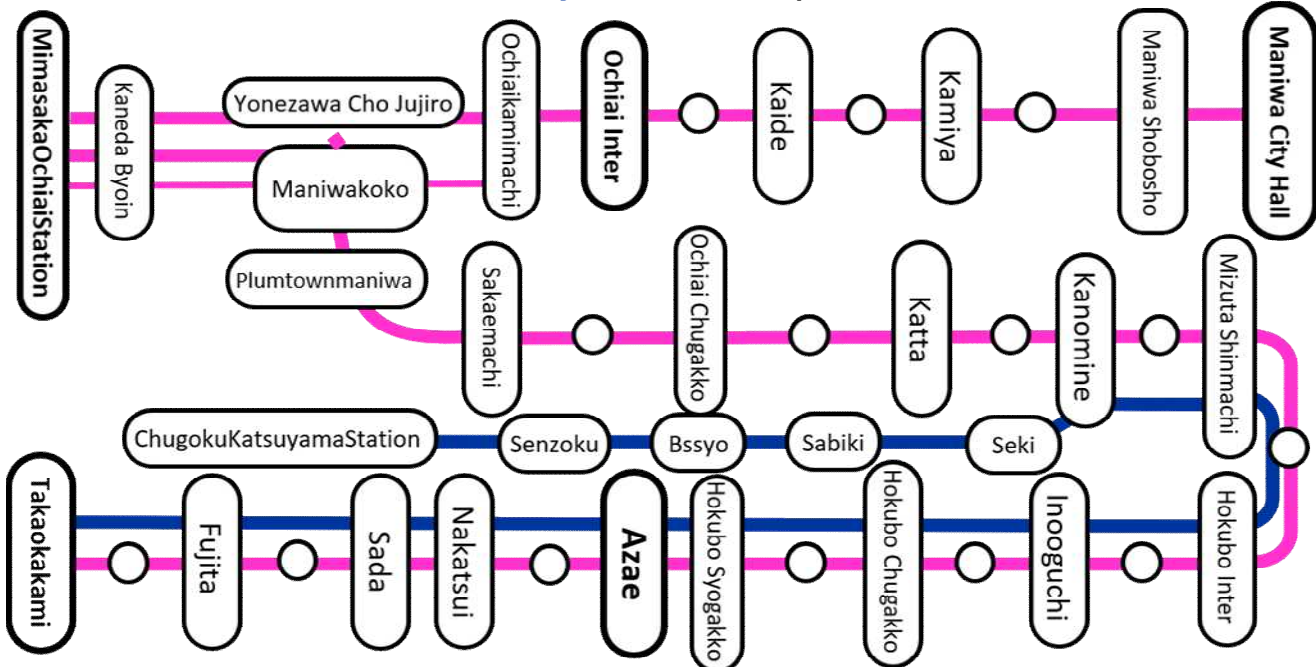 MimasakaOchiaiStation
Kaneda Byoin
Yonezawa Cho Jujiro
Maniwakoko
Plumtownmaniwa
Ochiaikamimachi
Ochiai Inter
Kaide
Kamiya
Maniwa Shobosho
Maniwa City Hall
Sakaemachi
Ochiai Chugakko
Katta
Kanomine
Mizuta Shinmachi
ChugokuKatsuyamaStation
Senzoku
Bssyo
Sabiki
Seki
Takaokakami
Fujita
Sada
Nakatsui
Azae
Hokubo Syogakko
Hokubo Chugakko
Inooguchi
Hokubo Inter